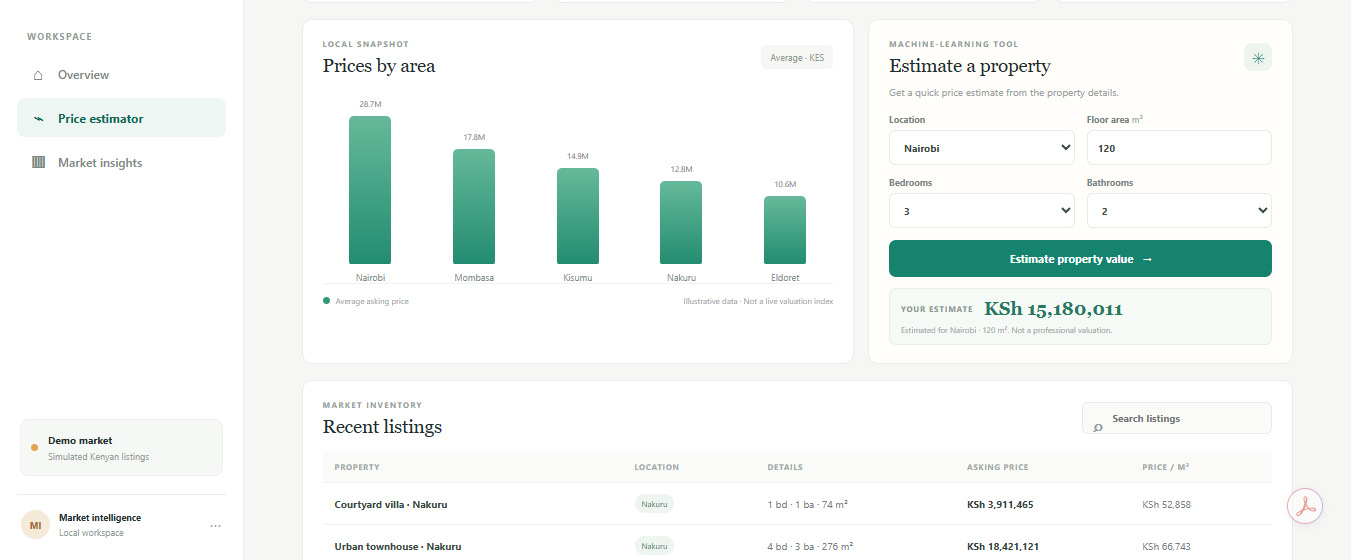 WORKSPACE
Overview
Price estimator
Market insights
Demo market
Simulated Kenyan listings
MI
Market intelligence
Local workspace
...
LOCAL SNAPSHOT
Prices by area
Average · KES
28.7M
17.8M
14.9M
12.8M
10.6M
Nairobi
Mombasa
Kisumu
Nakuru
Eldoret
Average asking price
Illustrative data · Not a live valuation index
MACHINE-LEARNING TOOL
Estimate a property
Get a quick price estimate from the property details.
Location
Floor area m²
Nairobi
120
Bedrooms
Bathrooms
3
2
Estimate property value →
YOUR ESTIMATE KSh 15,180,011
Estimated for Nairobi · 120 m². Not a professional valuation.
MARKET INVENTORY
Recent listings
Search listings
PROPERTY LOCATION DETAILS ASKING PRICE PRICE / M²
Courtyard villa · Nakuru Nakuru 1 bd · 1 ba · 74 m² KSh 3,911,465 KSh 52,858
Urban townhouse · Nakuru Nakuru 4 bd · 3 ba · 276 m² KSh 18,421,121 KSh 66,743